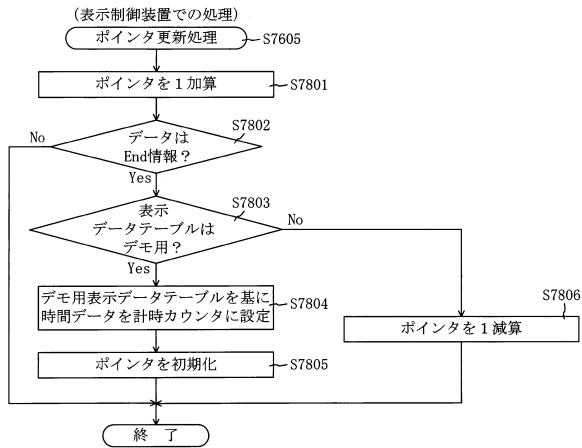 (表示制御装置での処理)
ポインタ更新処理
S7605
ポインタを1加算
S7801
データは
End情報?
S7802
No
Yes
表示
データテーブルは
デモ用?
S7803
No
Yes
デモ用表示データテーブルを基に
時間データを計時カウンタに設定
S7804
ポインタを1減算
S7806
ポインタを初期化
S7805
終 了